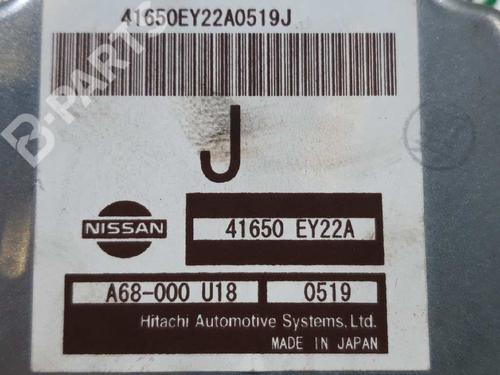 41650EY22A0519J
B-PARTS
J
NISSAN
41650 EY22A
A68-000 U18
0519
Hitachi Automotive Systems, Ltd.
MADE IN JAPAN